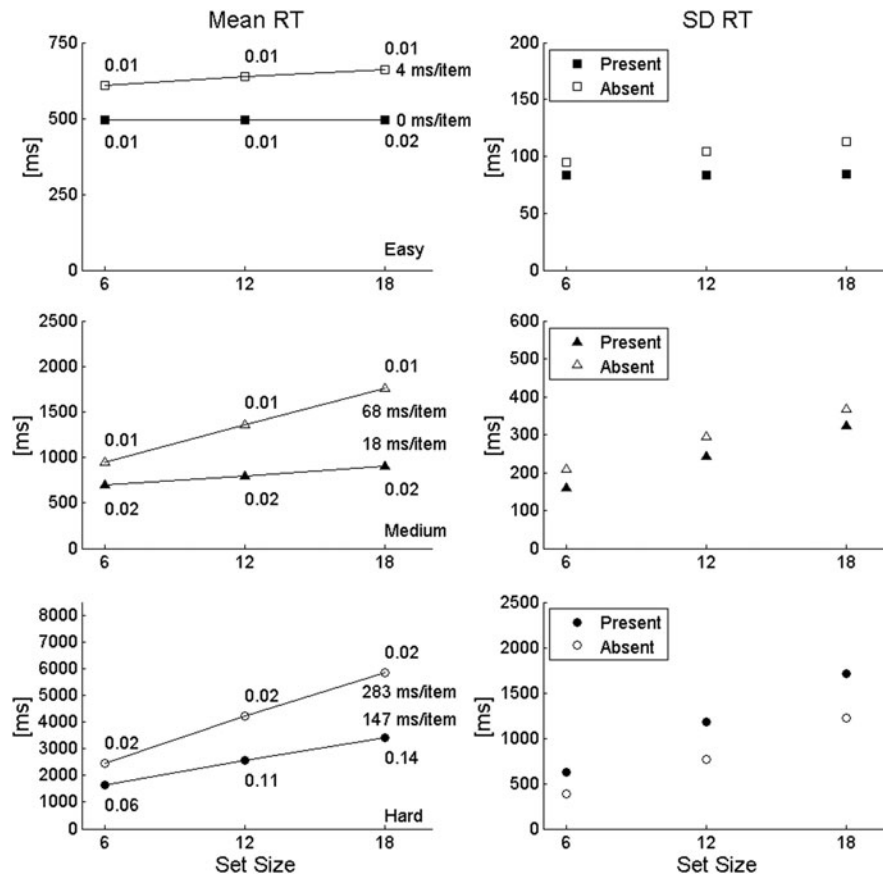 Mean RT
SD RT
750
500
250
0
[ms]
0.01
0.01
0.01
4 ms/item
0 ms/item
0.01
0.01
0.02
Easy
6
12
18
200
150
100
50
0
[ms]
Present
Absent
6
12
18
2500
2000
1500
1000
500
0
[ms]
0.01
0.01
0.01
68 ms/item
18 ms/item
0.02
0.02
0.02
Medium
6
12
18
600
500
400
300
200
100
0
[ms]
Present
Absent
6
12
18
8000
7000
6000
5000
4000
3000
2000
1000
0
[ms]
0.02
0.02
0.02
283 ms/item
147 ms/item
0.06
0.11
0.14
Hard
6
12
18
Set Size
2500
2000
1500
1000
500
0
[ms]
Present
Absent
6
12
18
Set Size